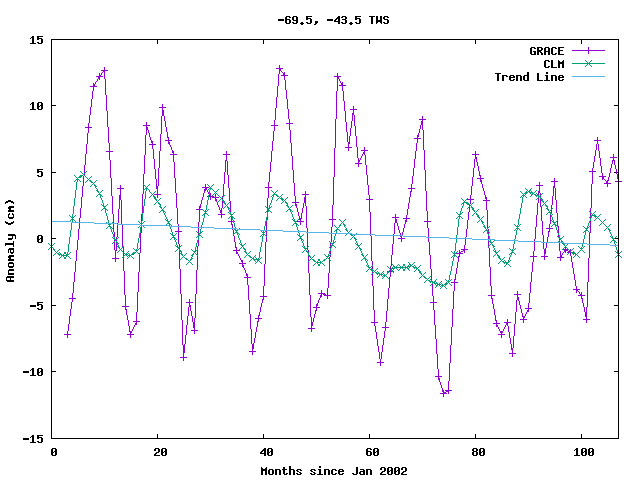 -69.5, -43.5 TWS
15
GRACE
CLM
Trend Line
10
5
0
-5
-10
-15
Anomaly (cm)
0 20 40 60 80 100
Months since Jan 2002